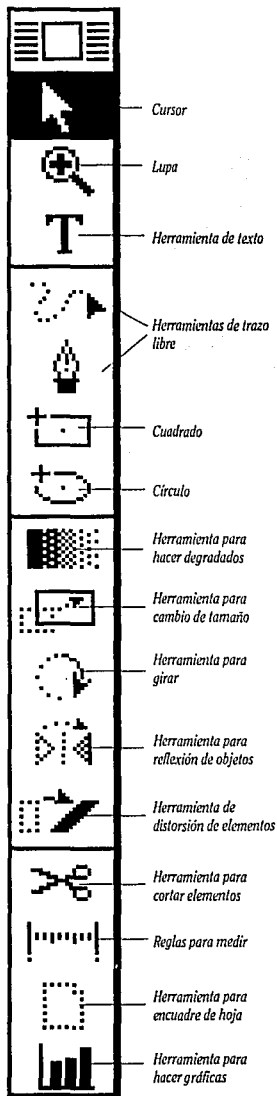 Cursor
Lupa
T
Herramienta de texto
Herramientas de trazo
libre
Cuadrado
Círculo
Herramienta para
hacer degradados
Herramienta para
cambio de tamaño
Herramienta para
girar
Herramienta para
reflexión de objetos
Herramienta de
distorsión de elementos
Herramienta para
cortar elementos
Reglas para medir
Herramienta para
encuadre de hoja
Herramienta para
hacer gráficas